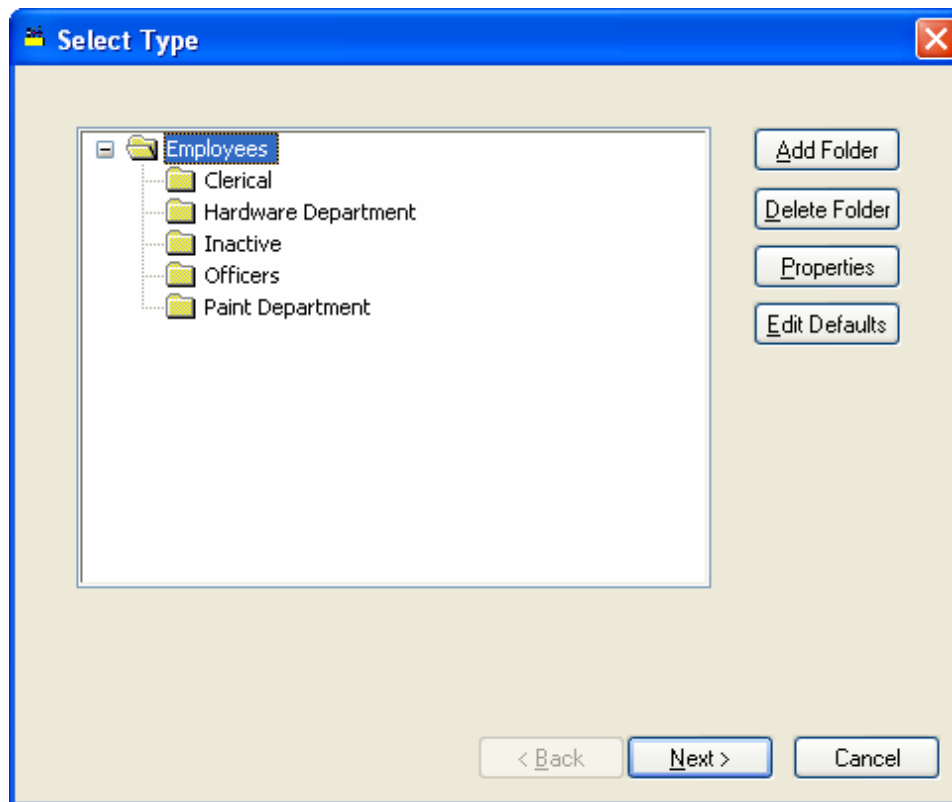 Select Type
Employees
Clerical
Hardware Department
Inactive
Officers
Paint Department
Add Folder
Delete Folder
Properties
Edit Defaults
< Back
Next >
Cancel